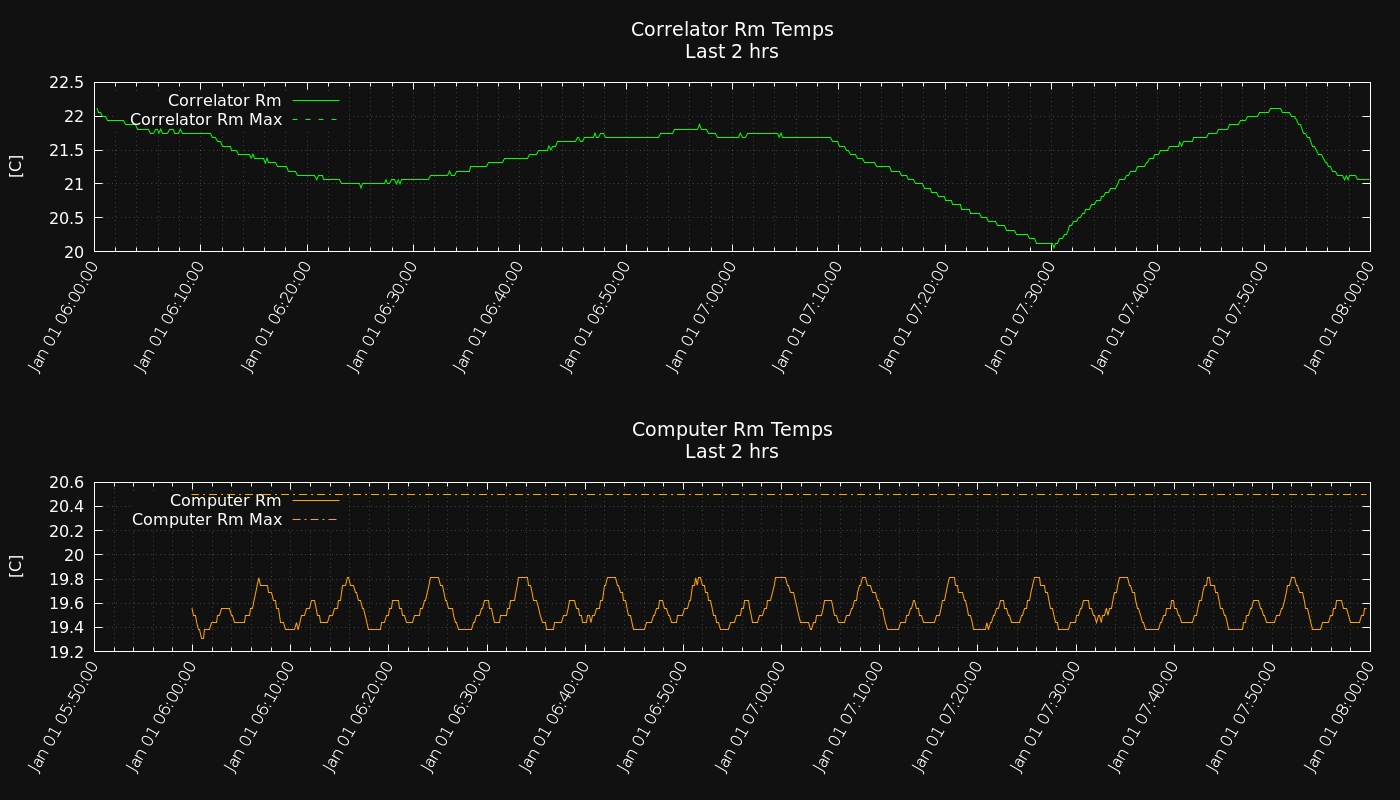 Correlator Rm Temps
Last 2 hrs
22.5
22
21.5
21
20.5
20
[C]
Correlator Rm
Correlator Rm Max
Jan 01 06:00:00
Jan 01 06:10:00
Jan 01 06:20:00
Jan 01 06:30:00
Jan 01 06:40:00
Jan 01 06:50:00
Jan 01 07:00:00
Jan 01 07:10:00
Jan 01 07:20:00
Jan 01 07:30:00
Jan 01 07:40:00
Jan 01 07:50:00
Jan 01 08:00:00
Computer Rm Temps
Last 2 hrs
20.6
20.4
20.2
20
19.8
19.6
19.4
19.2
[C]
Computer Rm
Computer Rm Max
Jan 01 05:50:00
Jan 01 06:00:00
Jan 01 06:10:00
Jan 01 06:20:00
Jan 01 06:30:00
Jan 01 06:40:00
Jan 01 06:50:00
Jan 01 07:00:00
Jan 01 07:10:00
Jan 01 07:20:00
Jan 01 07:30:00
Jan 01 07:40:00
Jan 01 07:50:00
Jan 01 08:00:00